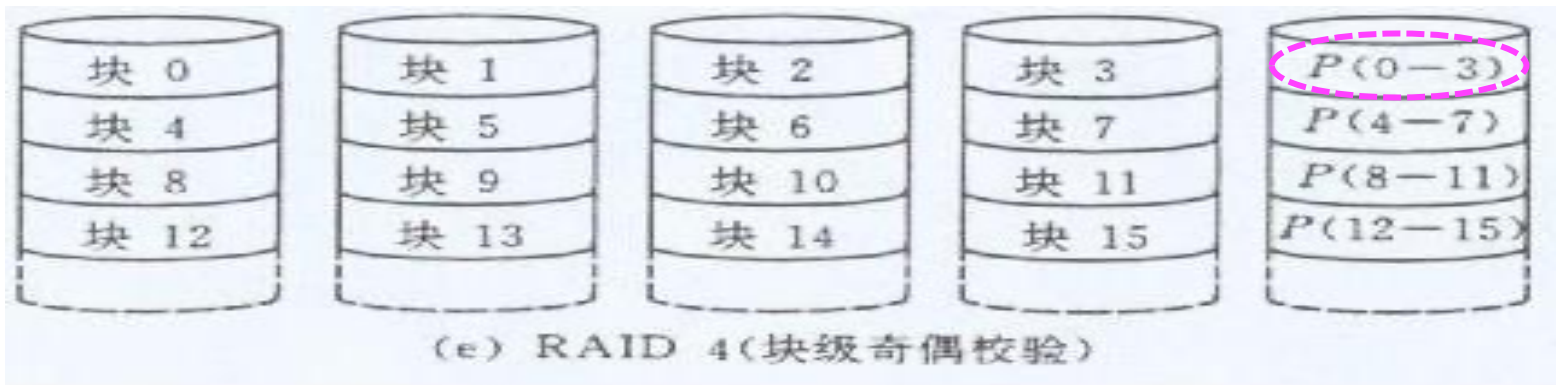 块 0 块 1 块 2 块 3 P(0—3)
块 4 块 5 块 6 块 7 P(4—7)
块 8 块 9 块 10 块 11 P(8—11)
块 12 块 13 块 14 块 15 P(12—15)
(e) RAID 4(块级奇偶校验)